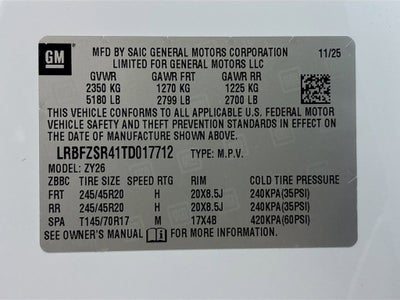 GM
MFD BY SAIC GENERAL MOTORS CORPORATION 11/25
LIMITED FOR GENERAL MOTORS LLC
GVWR GAWR FRT GAWR RR
2350 KG 1270 KG 1225 KG
5180 LB 2799 LB 2700 LB
THIS VEHICLE CONFORMS TO ALL APPLICABLE U.S. FEDERAL MOTOR
VEHICLE SAFETY AND THEFT PREVENTION STANDARDS IN EFFECT ON
THE DATE OF MANUFACTURE SHOWN ABOVE.
LRBFZSR41TD017712 TYPE: M.P.V.
MODEL: ZY26
ZBBC TIRE SIZE SPEED RTG RIM COLD TIRE PRESSURE
FRT 245/45R20 H 20X8.5J 240KPA(35PSI)
RR 245/45R20 H 20X8.5J 240KPA(35PSI)
SPA T145/70R17 M 17X4B 420KPA(60PSI)
SEE OWNER'S MANUAL FOR MORE INFORMATION